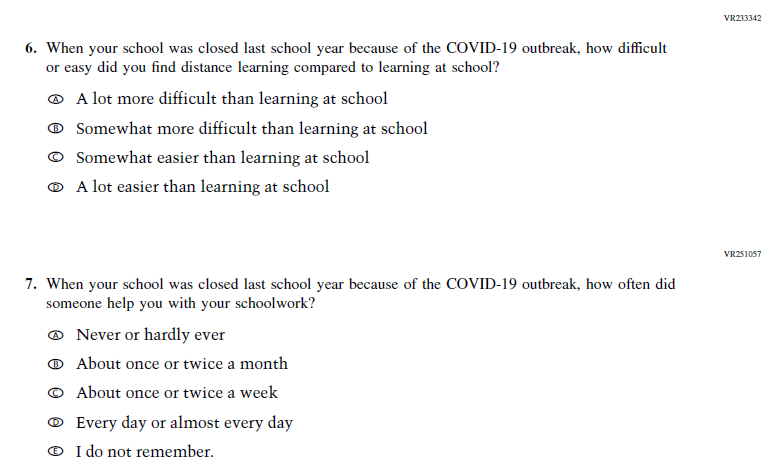 VR233342
6. When your school was closed last school year because of the COVID-19 outbreak, how difficult
or easy did you find distance learning compared to learning at school?
A A lot more difficult than learning at school
B Somewhat more difficult than learning at school
C Somewhat easier than learning at school
D A lot easier than learning at school
VR251057
7. When your school was closed last school year because of the COVID-19 outbreak, how often did
someone help you with your schoolwork?
A Never or hardly ever
B About once or twice a month
C About once or twice a week
D Every day or almost every day
E I do not remember.